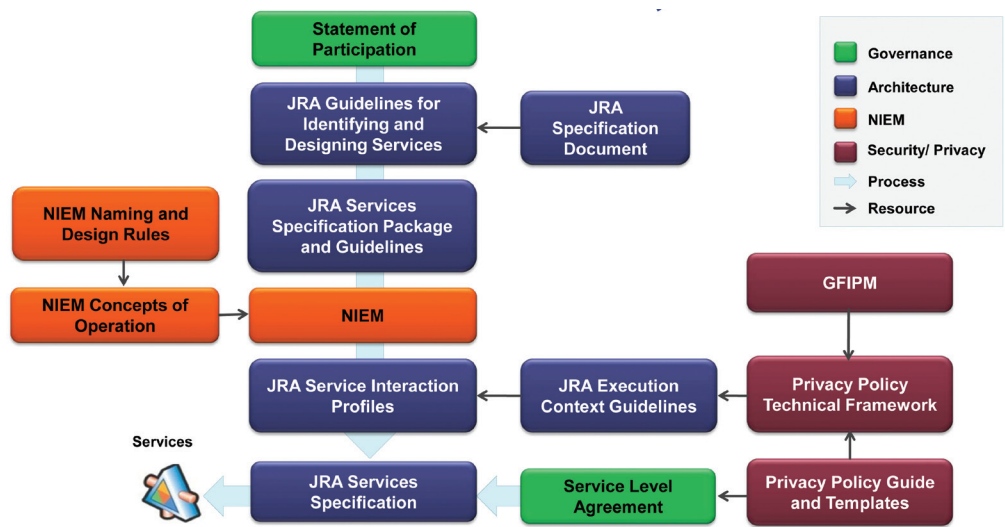 Statement of
Participation
JRA Guidelines for
Identifying and
Designing Services
JRA
Specification
Document
Governance
Architecture
NIEM
Security/ Privacy
Process
Resource
NIEM Naming and
Design Rules
JRA Services
Specification Package
and Guidelines
NIEM Concepts of
Operation
NIEM
GFIPM
JRA Service Interaction
Profiles
JRA Execution
Context Guidelines
Privacy Policy
Technical Framework
Services
JRA Services
Specification
Service Level
Agreement
Privacy Policy Guide
and Templates